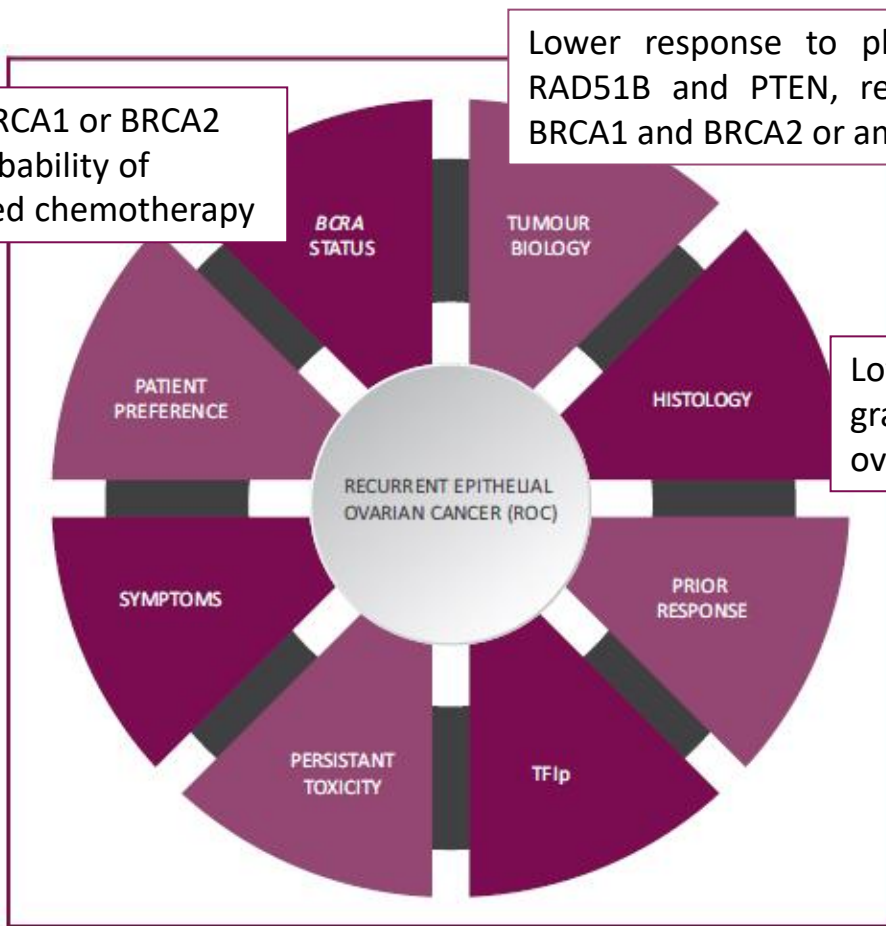 Lower response to pl
RAD51B and PTEN, re
BRCA1 and BRCA2 or an
RCA1 or BRCA2
bability of
ed chemotherapy
BCRA
STATUS
TUMOUR
BIOLOGY
PATIENT
PREFERENCE
HISTOLOGY
Lo
gra
ov
RECURRENT EPITHELIAL
OVARIAN CANCER (ROC)
SYMPTOMS
PRIOR
RESPONSE
PERSISTANT
TOXICITY
TFIp